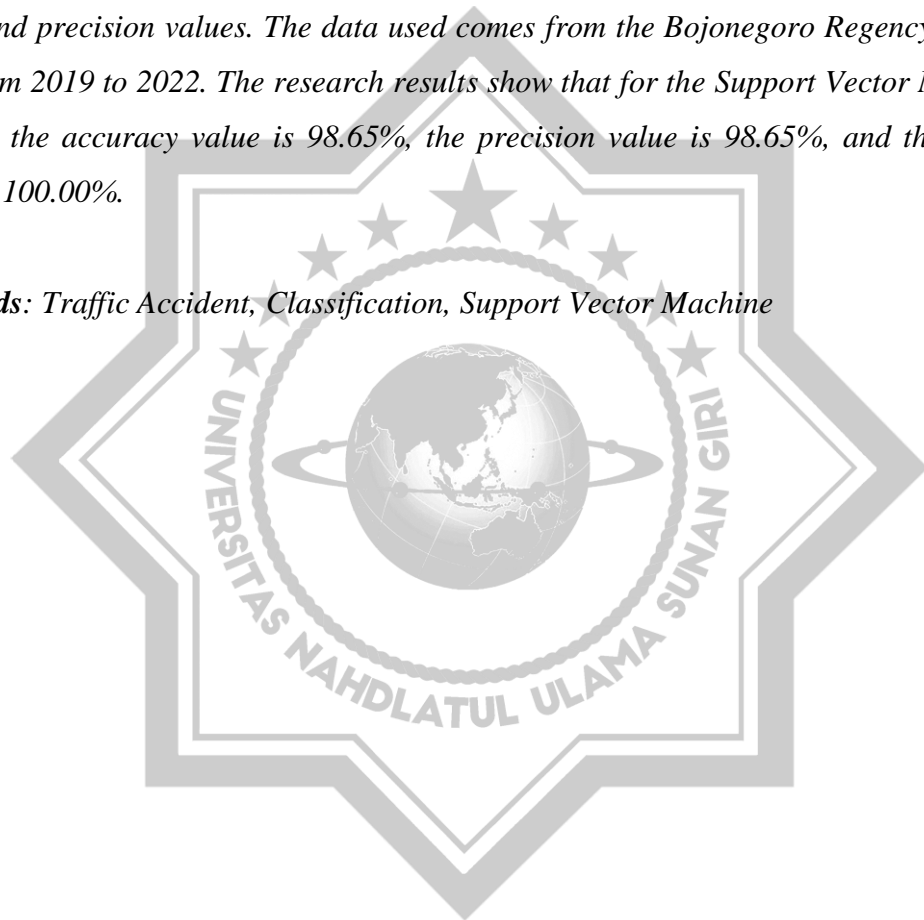 nd precision values. The data used comes from the Bojonegoro Regency
m 2019 to 2022. The research results show that for the Support Vector
the accuracy value is 98.65%, the precision value is 98.65%, and th
100.00%.
ds: Traffic Accident, Classification, Support Vector Machine
UNIVERSITAS NAHDLATUL ULAMA SUNAN GIRI